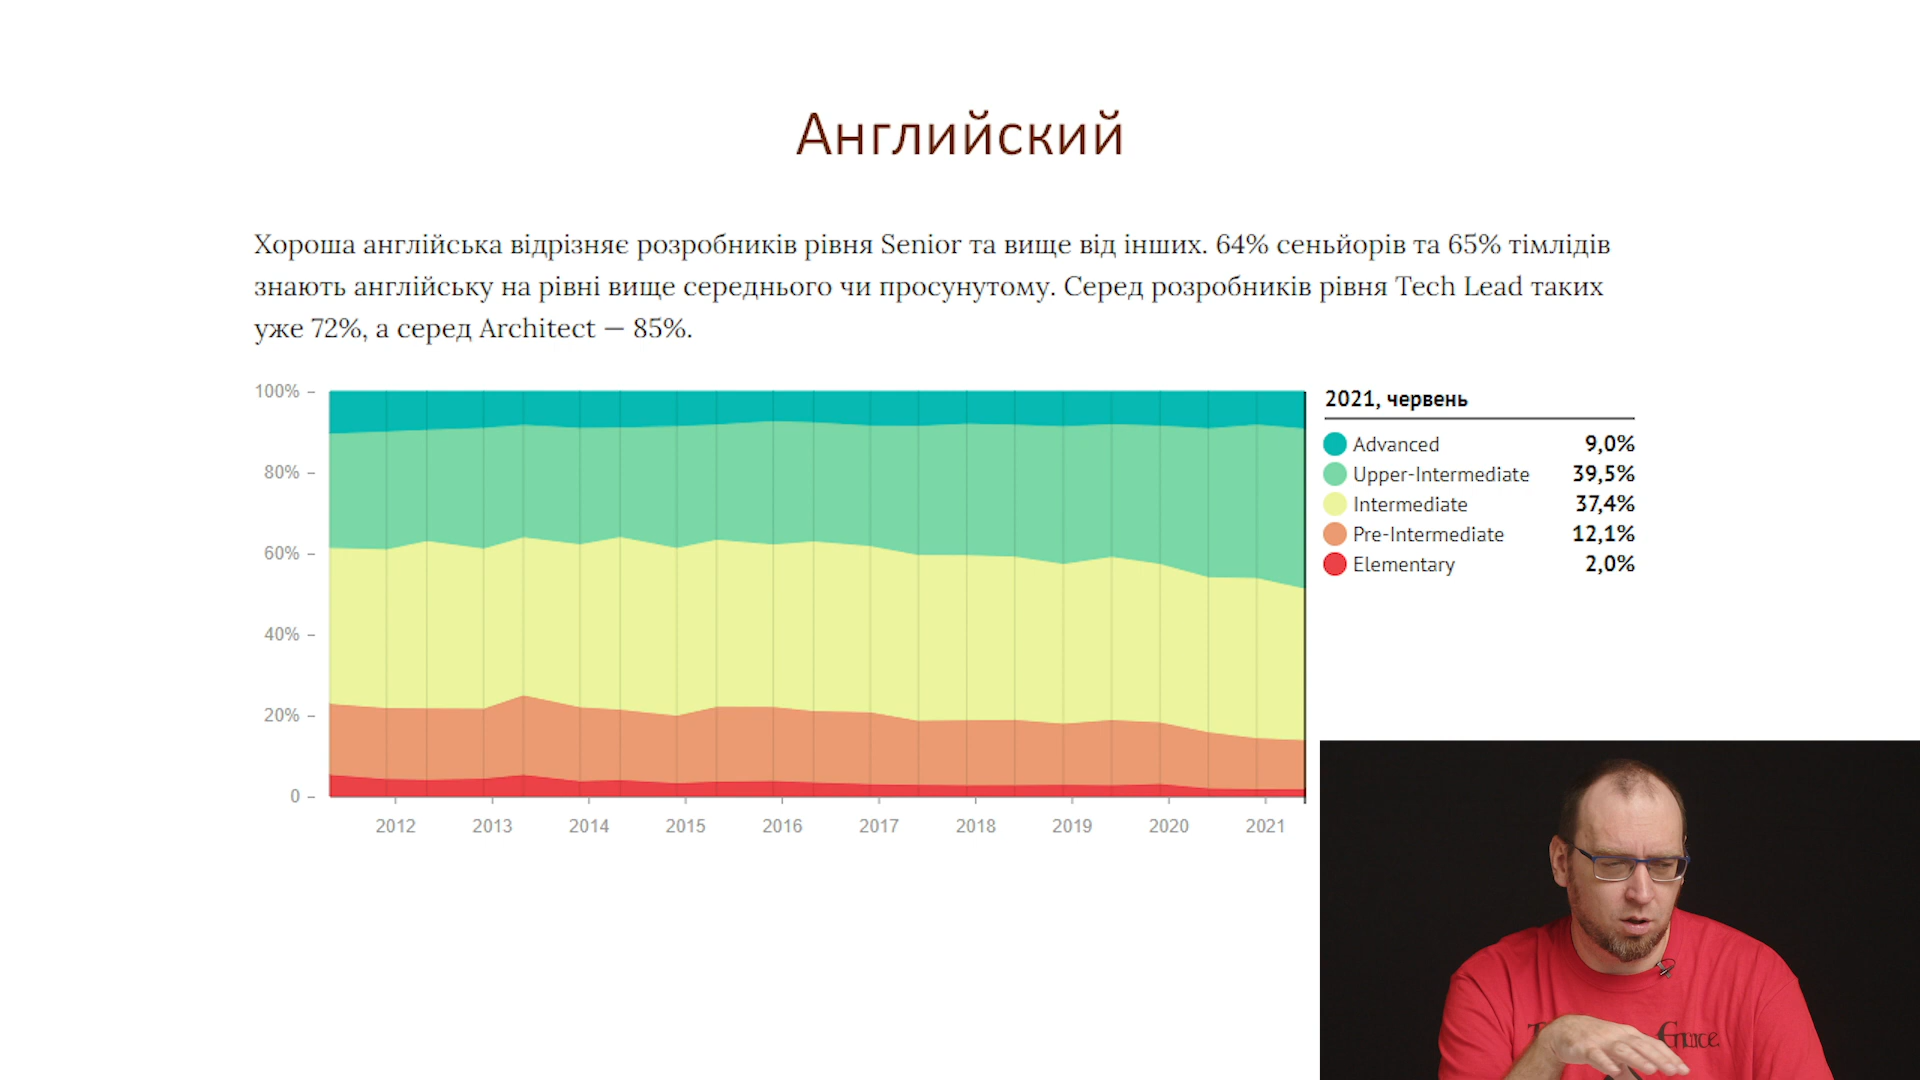 Английский
Хороша англійська відрізняє розробників рівня Senior та вище від інших. 64% сеньйорів та 65% тімлідів
знають англійську на рівні вище середнього чи просунутому. Серед розробників рівня Tech Lead таких
уже 72%, а серед Architect — 85%.
100%
80%
60%
40%
20%
0
2012 2013 2014 2015 2016 2017 2018 2019 2020 2021
2021, червень
Advanced 9,0%
Upper-Intermediate 39,5%
Intermediate 37,4%
Pre-Intermediate 12,1%
Elementary 2,0%